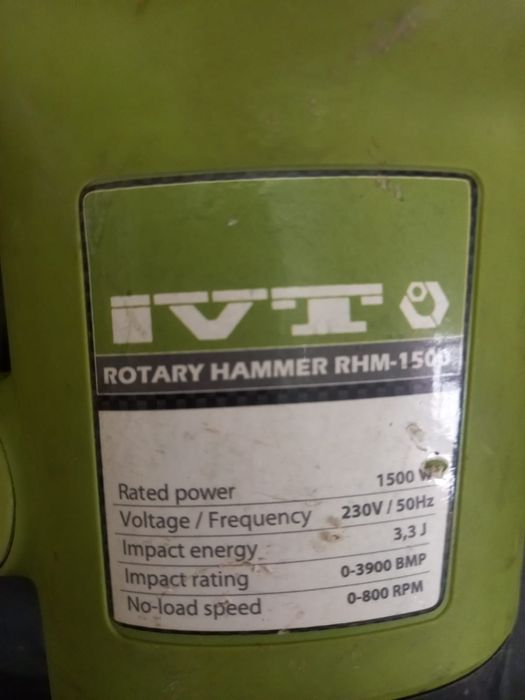 IVT
ROTARY HAMMER RHM-1500
Rated power 1500 W
Voltage / Frequency 230V / 50Hz
Impact energy 3,3 J
Impact rating 0-3900 BMP
No-load speed 0-800 RPM